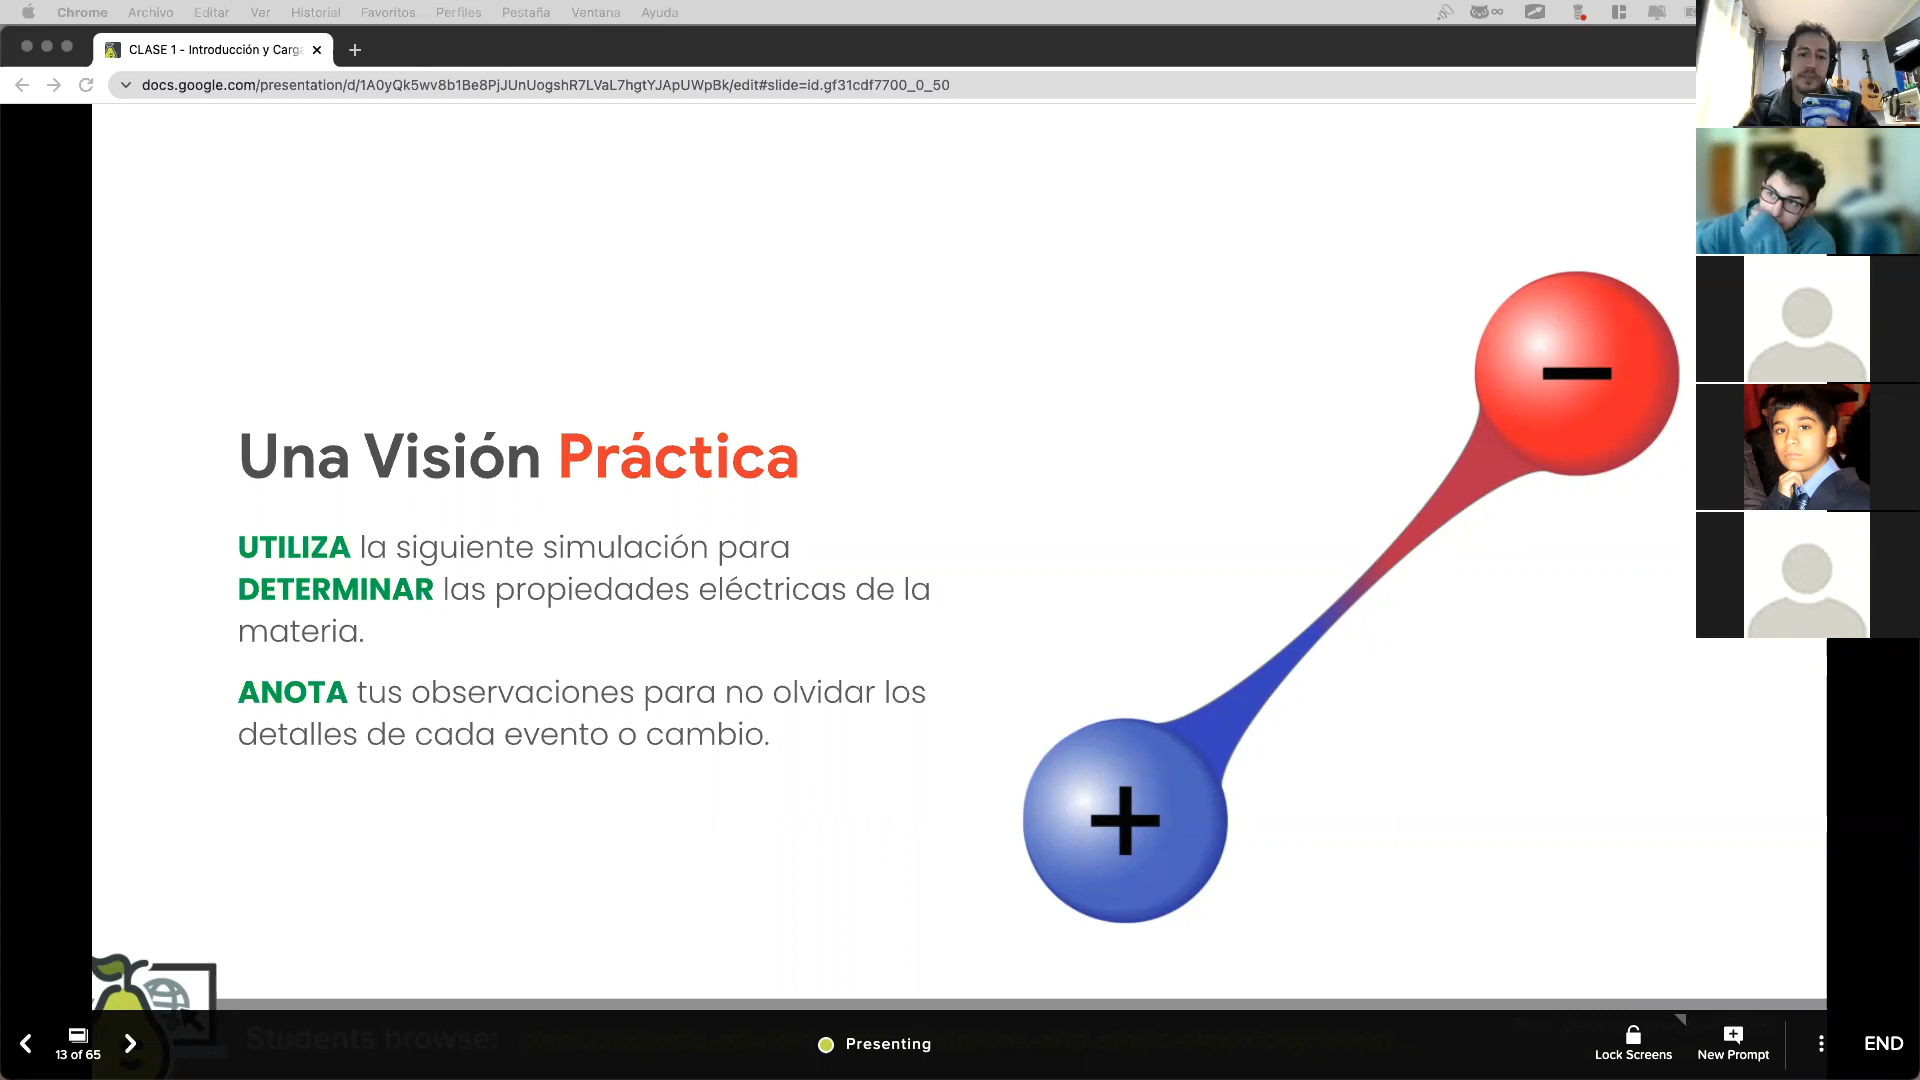 Chrome Archivo Editar Ver Historial Favoritos Perfiles Pestaña Ventana Ayuda
CLASE 1 - Introducción y Carga
docs.google.com/presentation/d/1A0yQk5wv8b1Be8PjJUnUogshR7LVaL7hgtYJApUWpBk/edit#slide=id.gf31cdf7700_0_50
Una Visión Práctica
UTILIZA la siguiente simulación para
DETERMINAR las propiedades eléctricas de la
materia.
ANOTA tus observaciones para no olvidar los
detalles de cada evento o cambio.
−
+
Students browse:
13 of 65
Presenting
Lock Screens
New Prompt
END